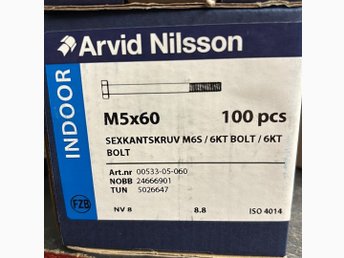 Arvid Nilsson
INDOOR
M5x60 100 pcs
SEXKANTSKRUV M6S / 6KT BOLT / 6KT
BOLT
Art.nr 00533-05-060
NOBB 24666901
TUN 5026647
FZB
NV 8 8.8 ISO 4014